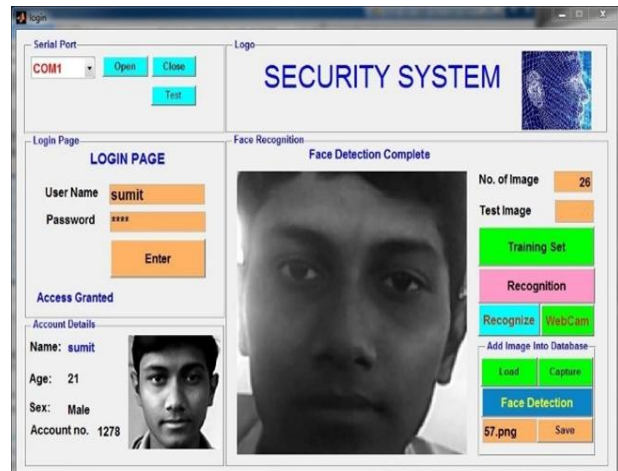 login
Serial Port
COM1
Open
Close
Test
Logo
SECURITY SYSTEM
Login Page
LOGIN PAGE
User Name
sumit
Password
****
Enter
Access Granted
Account Details
Name: sumit
Age: 21
Sex: Male
Account no. 1278
Face Recognition
Face Detection Complete
No. of Image
26
Test Image
Training Set
Recognition
Recognize
WebCam
Add Image Into Database
Load
Capture
Face Detection
57.png
Save